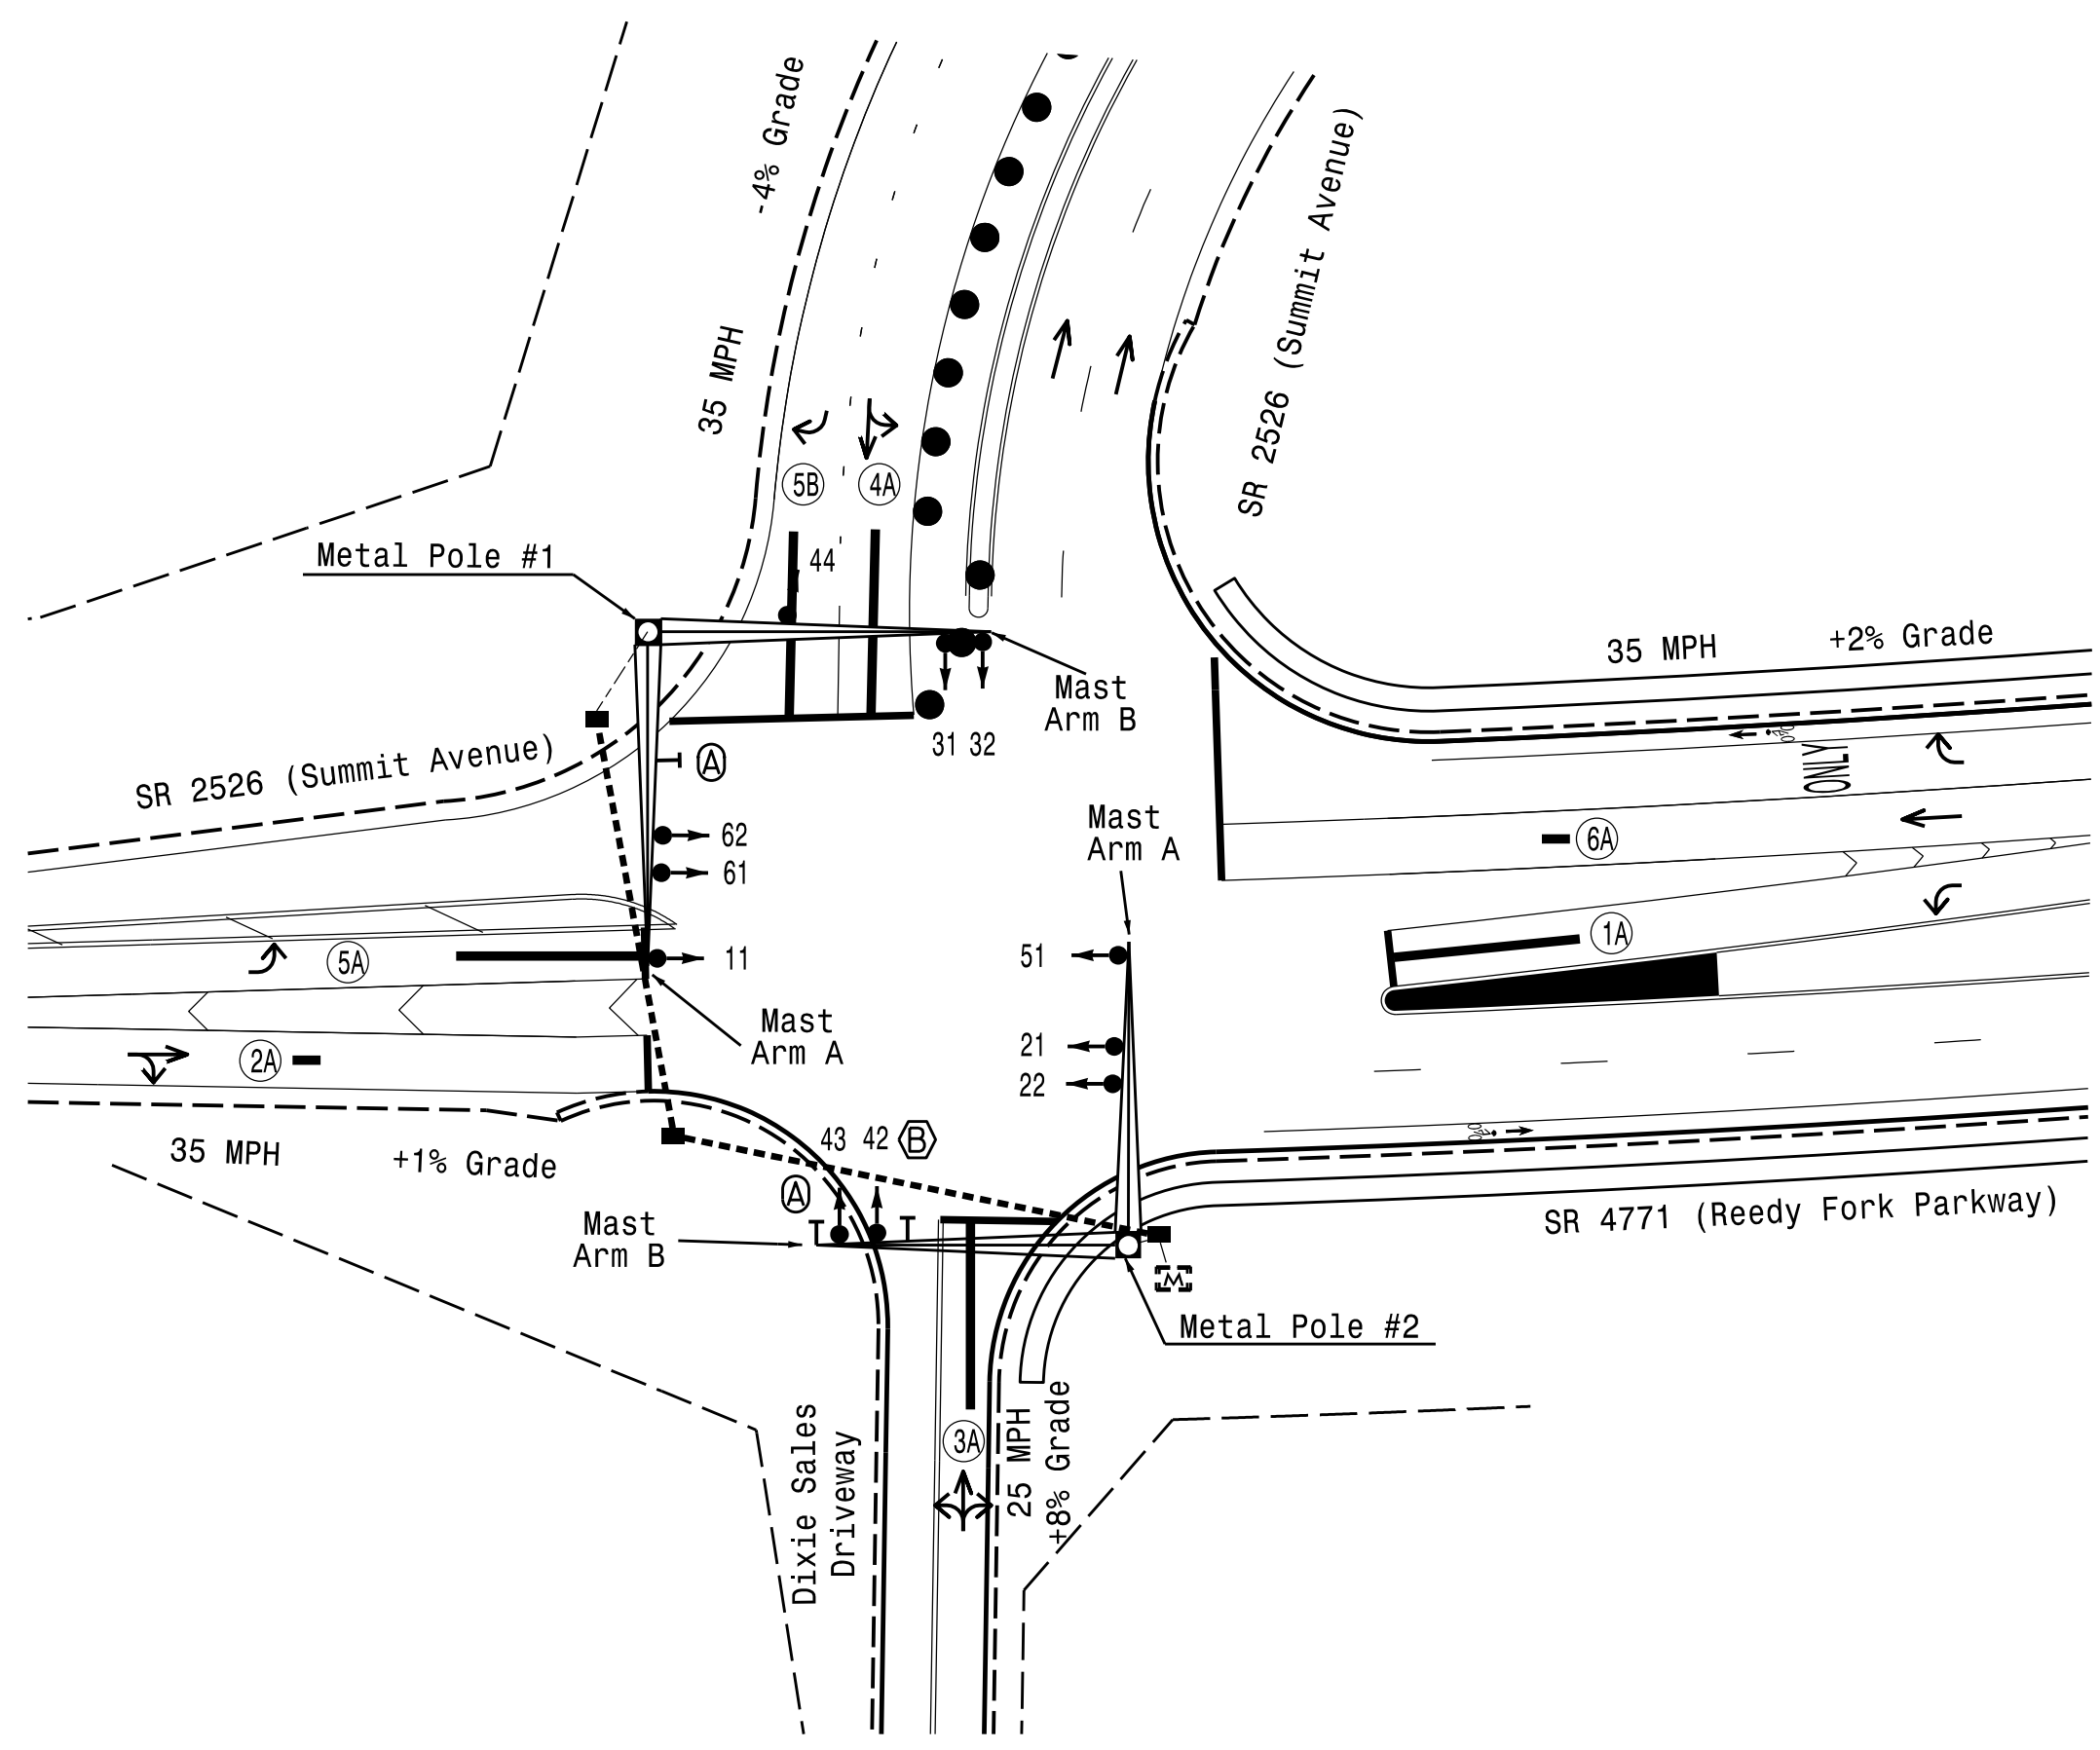 -4% Grade
35 MPH
SR 2526 (Summit Avenue)
5B
4A
44
Metal Pole #1
35 MPH
+2% Grade
Mast
Arm B
31 32
SR 2526 (Summit Avenue)
A
62
61
11
Mast
Arm A
ONLY
6A
1A
5A
51
21
22
Mast
Arm A
2A
35 MPH
+1% Grade
43 42 B
A
Mast
Arm B
SR 4771 (Reedy Fork Parkway)
M
Metal Pole #2
3A
25 MPH
+8% Grade
Dixie Sales
Driveway